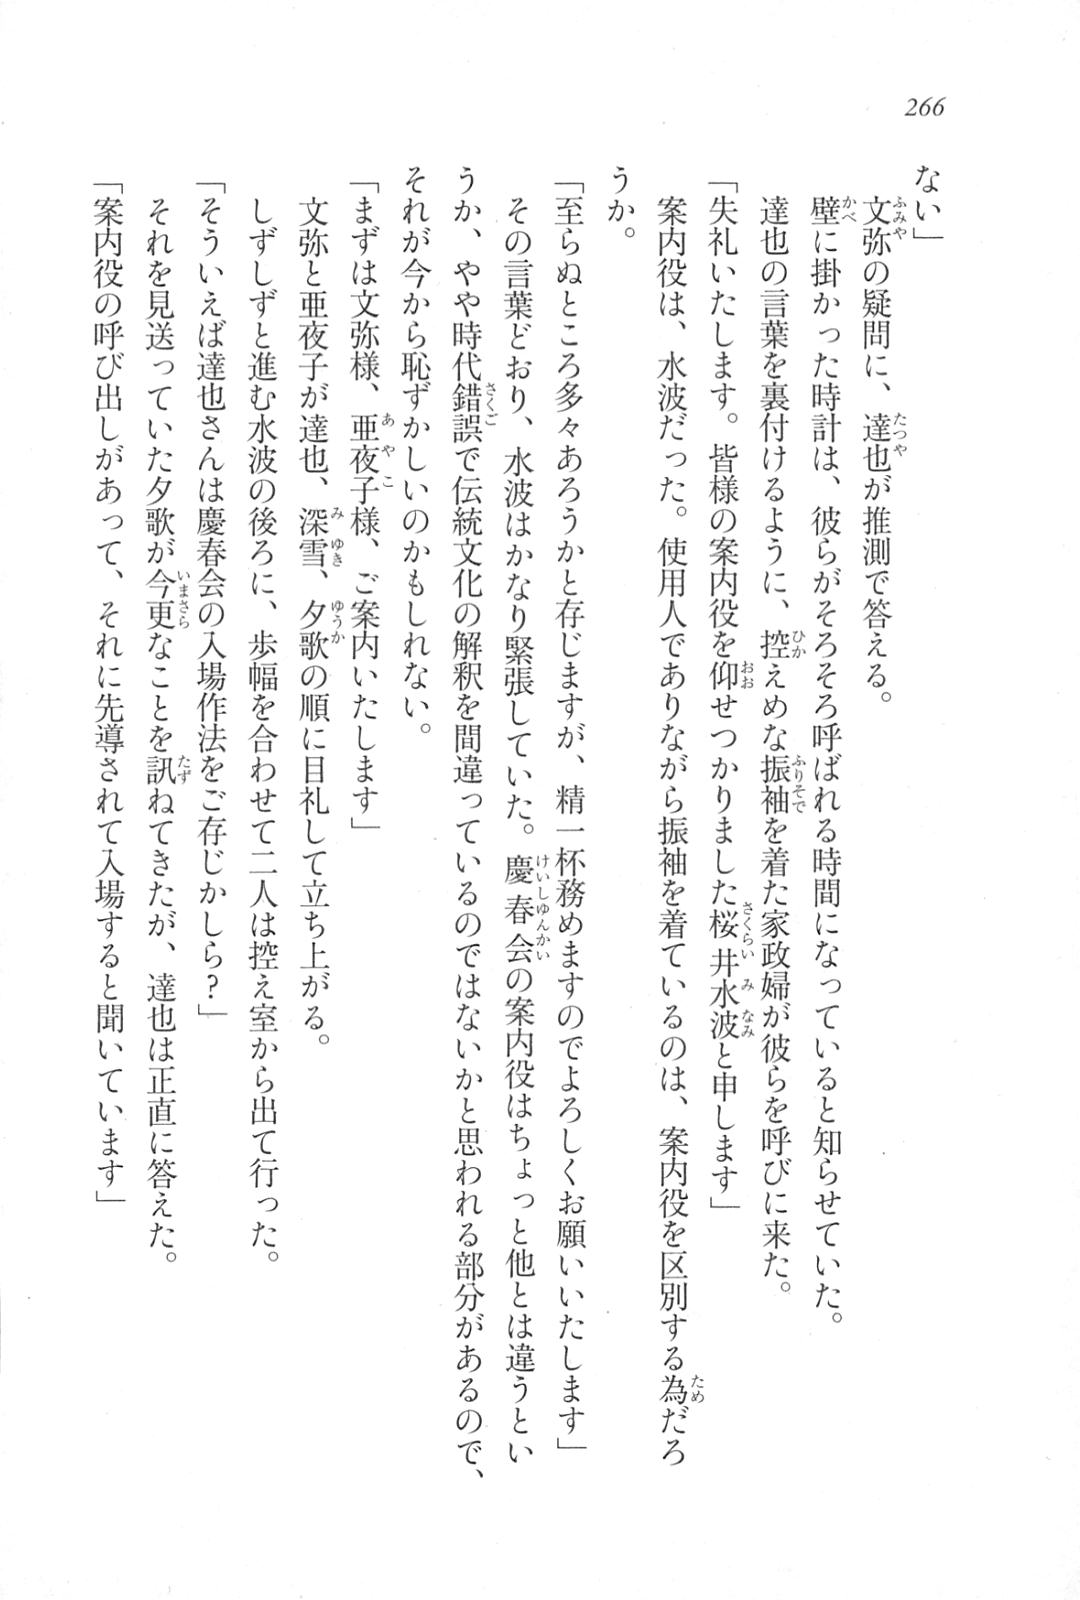 266
ない」
文弥の疑問に、達也が推測で答える。
壁に掛かった時計は、彼らがそろそろ呼ばれる時間になっていると知らせていた。
達也の言葉を裏付けるように、控えめな振袖を着た家政婦が彼らを呼びに来た。
「失礼いたします。皆様の案内役を仰せつかりました桜井水波と申します」
案内役は、水波だった。使用人でありながら振袖を着ているのは、案内役を区別する為だろ
うか。
「至らぬところ多々あろうかと存じますが、精一杯務めますのでよろしくお願いいたします」
その言葉どおり、水波はかなり緊張していた。慶春会の案内役はちょっと他とは違うとい
うか、やや時代錯誤で伝統文化の解釈を間違っているのではないかと思われる部分があるので、
それが今から恥ずかしいのかもしれない。
「まずは文弥様、亜夜子様、ご案内いたします」
文弥と亜夜子が達也、深雪、夕歌の順に目礼して立ち上がる。
しずしずと進む水波の後ろに、歩幅を合わせて二人は控え室から出て行った。
「そういえば達也さんは慶春会の入場作法をご存じかしら？」
それを見送っていた夕歌が今更なことを訊ねてきたが、達也は正直に答えた。
「案内役の呼び出しがあって、それに先導されて入場すると聞いています」